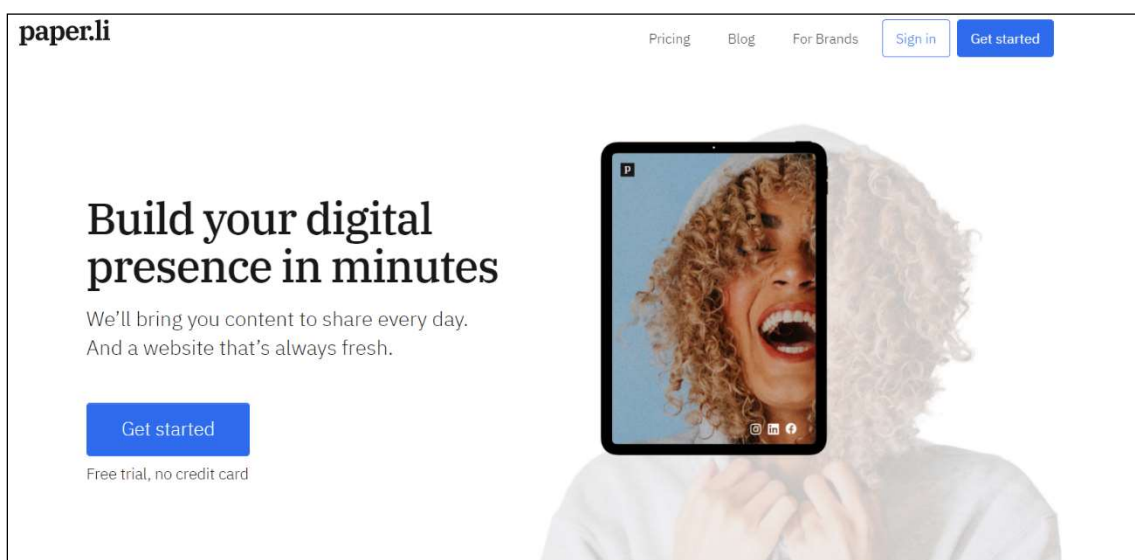 paper.li
Pricing Blog For Brands Sign in Get started
Build your digital
presence in minutes
We’ll bring you content to share every day.
And a website that’s always fresh.
Get started
Free trial, no credit card
p
in